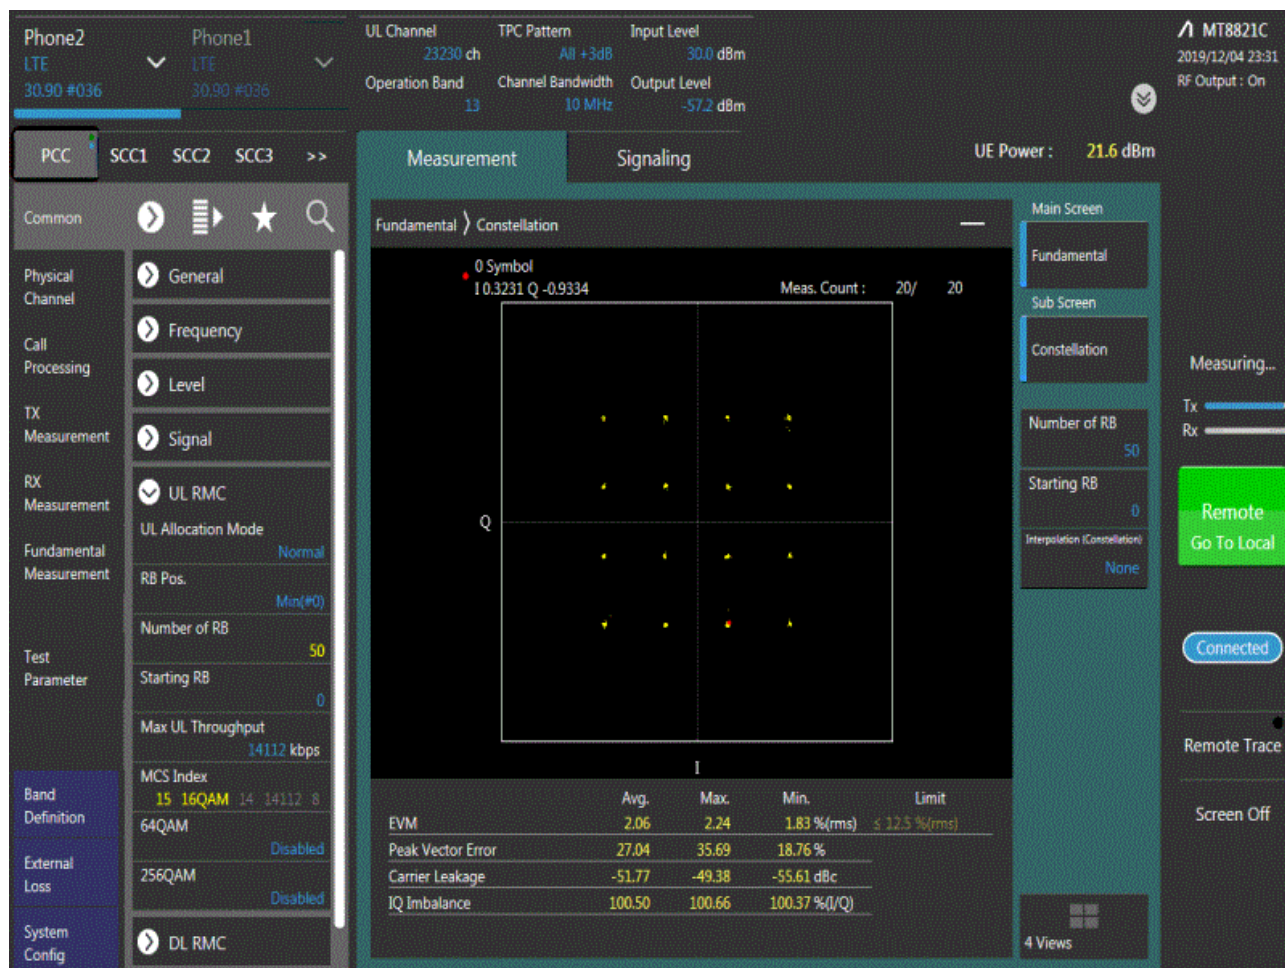 Phone2
LTE
30.90 #036
Phone1
LTE
30.90 #036
UL Channel
23230 ch
TPC Pattern
All +3dB
Input Level
30.0 dBm
Operation Band
13
Channel Bandwidth
10 MHz
Output Level
-57.2 dBm
MT8821C
2019/12/04 23:31
RF Output : On
PCC SCC1 SCC2 SCC3 >>
Measurement
Signaling
UE Power : 21.6 dBm
Common
Physical
Channel
Call
Processing
TX
Measurement
RX
Measurement
Fundamental
Measurement
Test
Parameter
Band
Definition
External
Loss
System
Config
General
Frequency
Level
Signal
UL RMC
UL Allocation Mode
Normal
RB Pos.
Min(#0)
Number of RB
50
Starting RB
0
Max UL Throughput
14112 kbps
MCS Index
15 16QAM 14 14112 8
64QAM
Disabled
256QAM
Disabled
DL RMC
Fundamental ⟩ Constellation
0 Symbol
I 0.3231 Q -0.9334
Meas. Count : 20/ 20
Q
I
Avg. Max. Min. Limit
EVM 2.06 2.24 1.83 %(rms) ≤ 12.5 %(rms)
Peak Vector Error 27.04 35.69 18.76 %
Carrier Leakage -51.77 -49.38 -55.61 dBc
IQ Imbalance 100.50 100.66 100.37 %(I/Q)
Main Screen
Fundamental
Sub Screen
Constellation
Number of RB
50
Starting RB
0
Interpolation (Constellation)
None
4 Views
Measuring...
Tx
Rx
Remote
Go To Local
Connected
Remote Trace
Screen Off